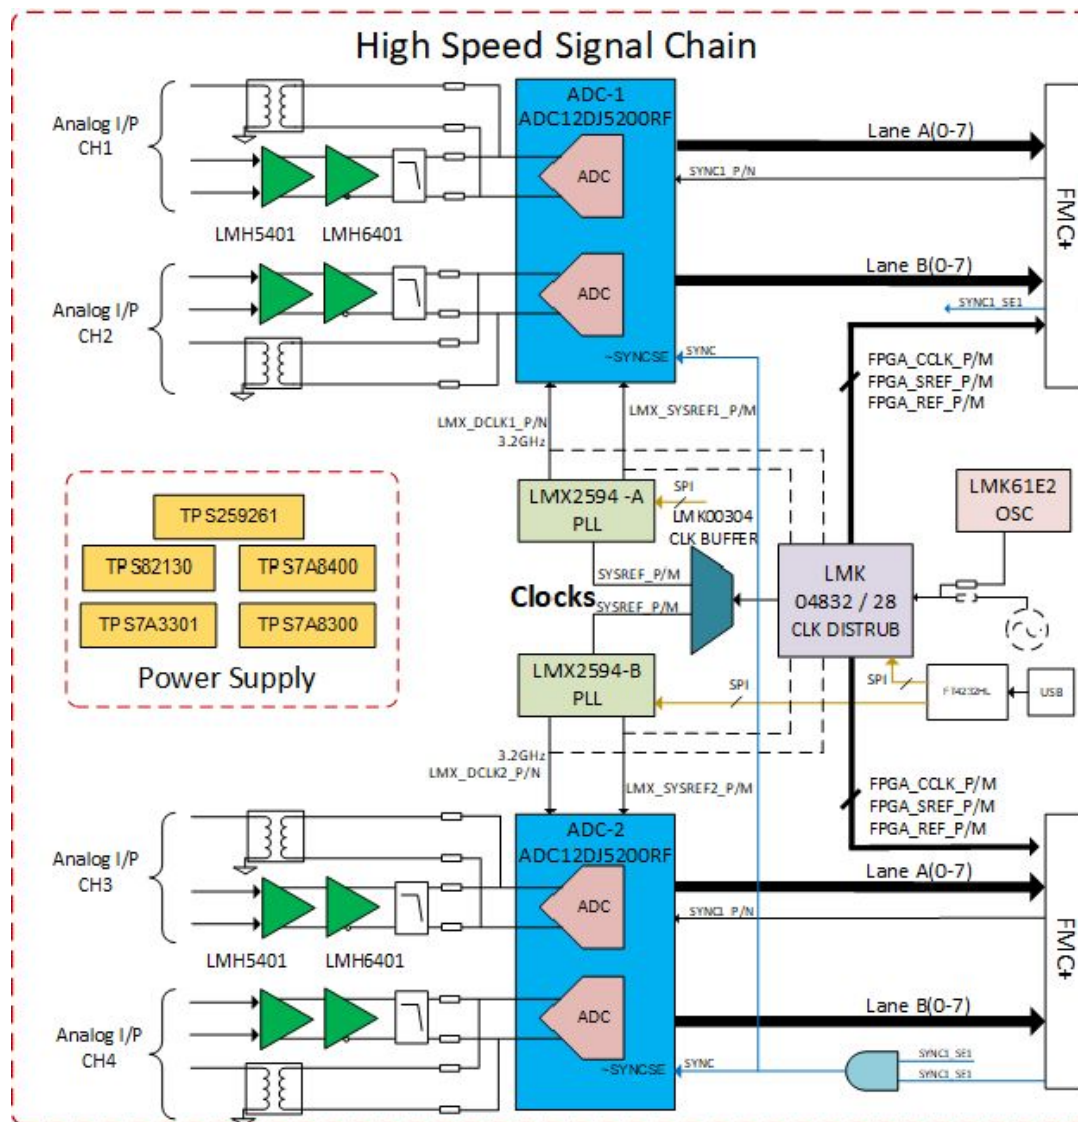 High Speed Signal Chain
Analog I/P
CH1
LMH5401
LMH6401
ADC-1
ADC12DJ5200RF
ADC
Lane A(0-7)
SYNC1_P/N
FMC+
Analog I/P
CH2
ADC
Lane B(0-7)
SYNC1_SE1
~SYNCSE
SYNC
FPGA_CCLK_P/M
FPGA_SREF_P/M
FPGA_REF_P/M
LMX_DCLK1_P/N
3.2GHz
LMX_SYSREF1_P/M
LMX2594 -A
PLL
SPI
LMK00304
CLK BUFFER
LMK61E2
OSC
SYSREF_P/M
Clocks
SYSREF_P/M
LMK
04832 / 28
CLK DISTRUB
TPS259261
TPS82130
TPS7A8400
TPS7A3301
TPS7A8300
Power Supply
LMX2594-B
PLL
SPI
SPI
FT4232HL
USB
3.2GHz
LMX_DCLK2_P/N
LMX_SYSREF2_P/M
FPGA_CCLK_P/M
FPGA_SREF_P/M
FPGA_REF_P/M
Analog I/P
CH3
LMH5401
LMH6401
ADC-2
ADC12DJ5200RF
ADC
Lane A(0-7)
SYNC1_P/N
FMC+
Analog I/P
CH4
ADC
Lane B(0-7)
~SYNCSE
SYNC
SYNC1_SE1
SYNC1_SE1